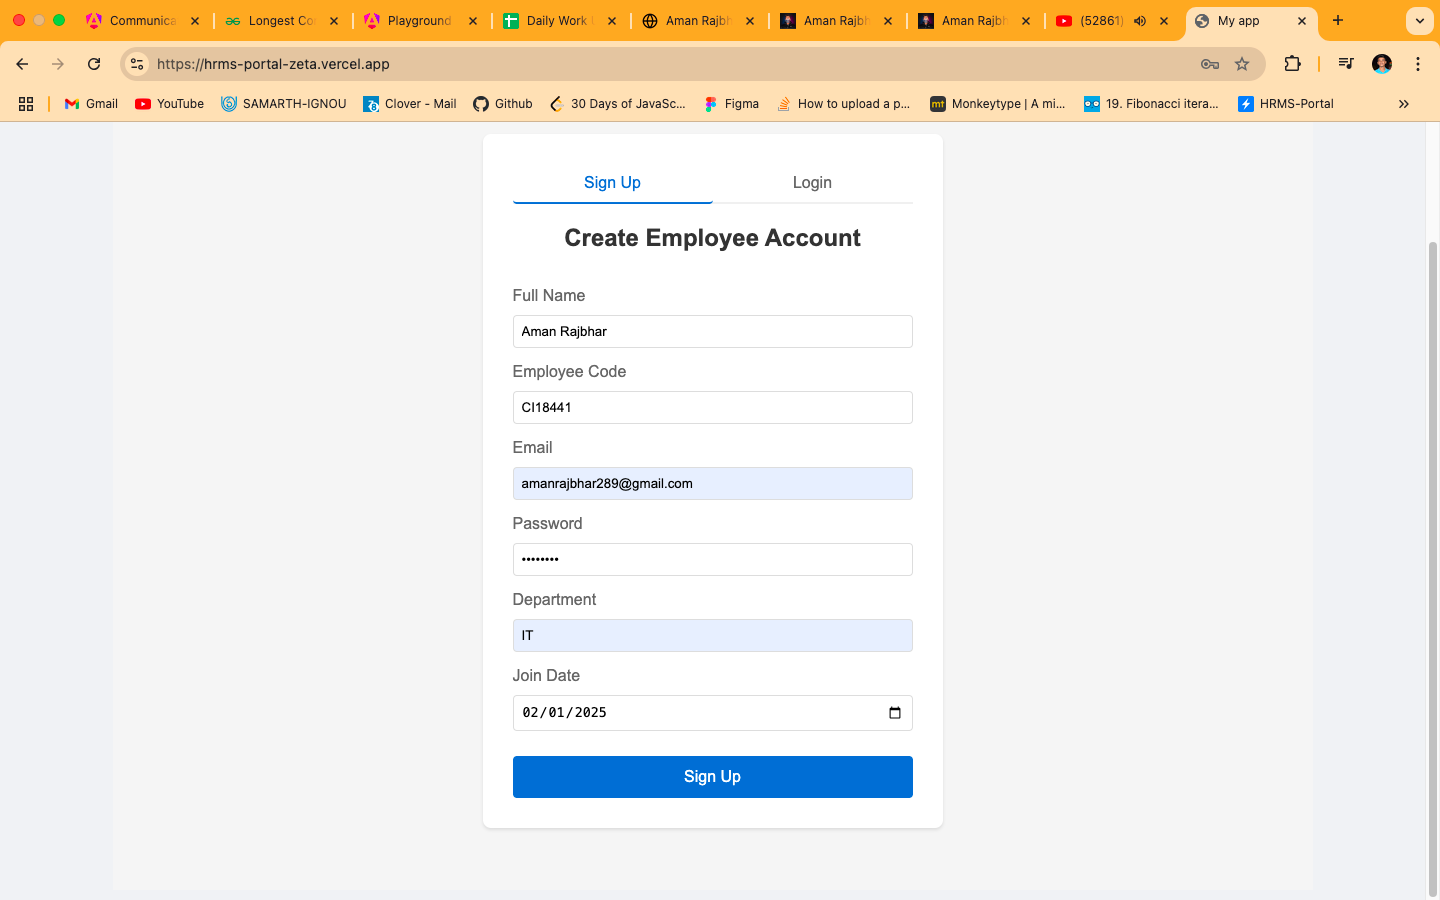 Communica
Longest Co
Playground
Daily Work
Aman Rajbh
Aman Rajbh
Aman Rajbh
(52861)
My app
https://hrms-portal-zeta.vercel.app
Gmail
YouTube
SAMARTH-IGNOU
Clover - Mail
Github
30 Days of JavaSc...
Figma
How to upload a p...
mt
Monkeytype | A mi...
19. Fibonacci itera...
HRMS-Portal
Sign Up
Login
Create Employee Account
Full Name
Aman Rajbhar
Employee Code
CI18441
Email
amanrajbhar289@gmail.com
Password
••••••••
Department
IT
Join Date
02/01/2025
Sign Up